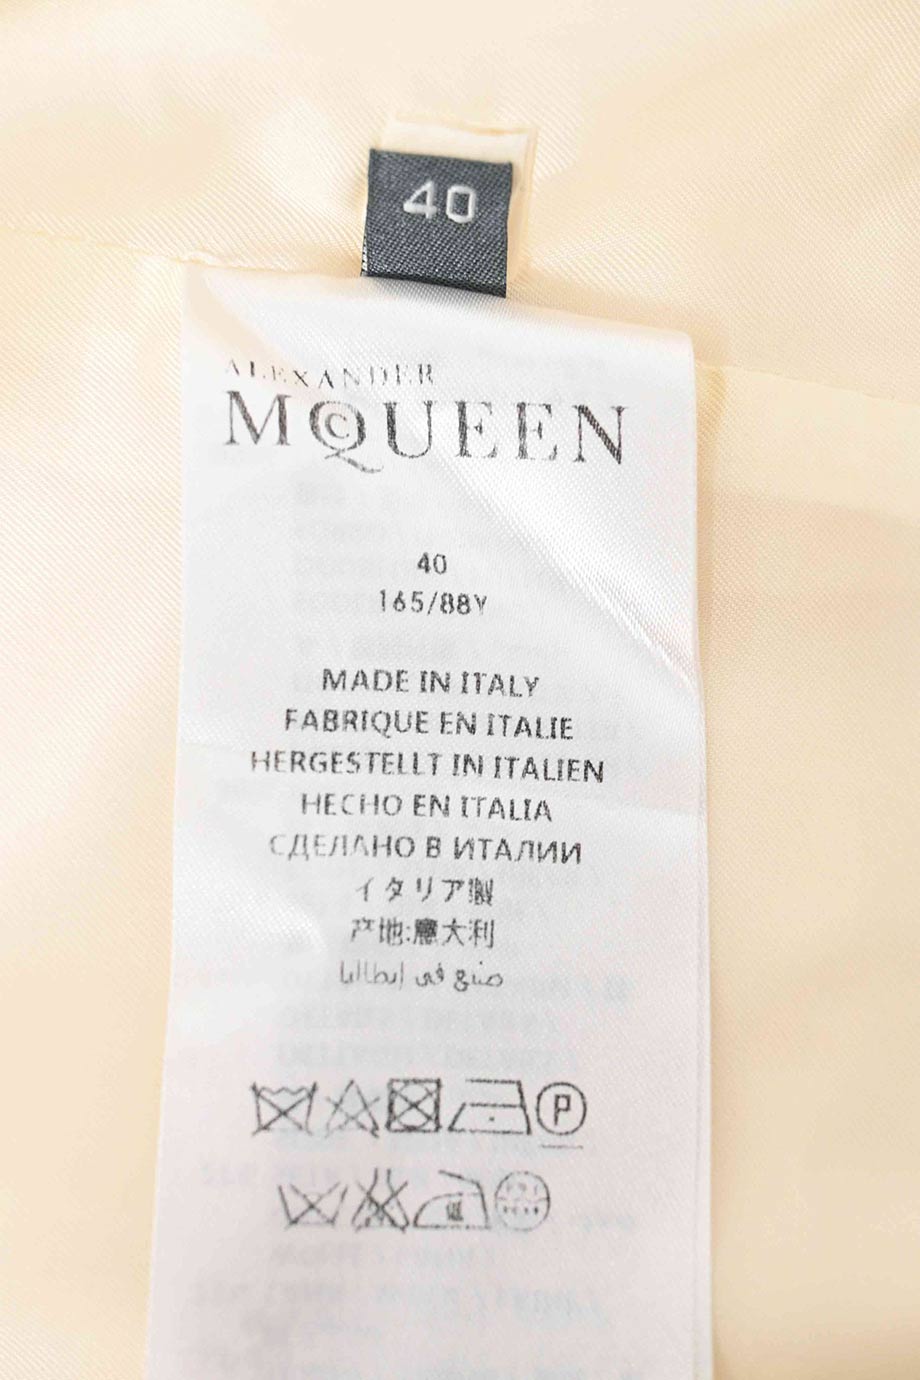 40
ALEXANDER
McQUEEN
40
165/88Y
MADE IN ITALY
FABRIQUE EN ITALIE
HERGESTELLT IN ITALIEN
HECHO EN ITALIA
СДЕЛАНО В ИТАЛИИ
イタリア製
产地:意大利
صنع في إيطاليا
P